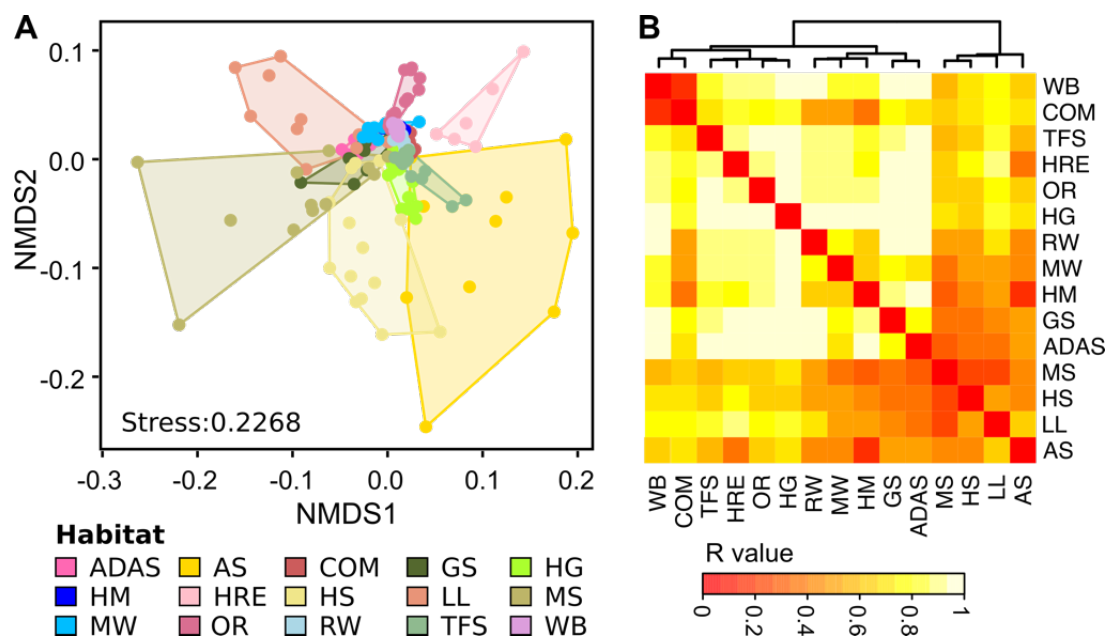 A
0.1
0.0
-0.1
-0.2
NMDS2
Stress:0.2268
-0.3 -0.2 -0.1 0.0 0.1 0.2
NMDS1
Habitat
ADAS AS COM GS HG
HM HRE HS LL MS
MW OR RW TFS WB
B
WB
COM
TFS
HRE
OR
HG
RW
MW
HM
GS
ADAS
MS
HS
LL
AS
WB COM TFS HRE OR HG RW MW HM GS ADAS MS HS LL AS
R value
0 0.2 0.4 0.6 0.8 1